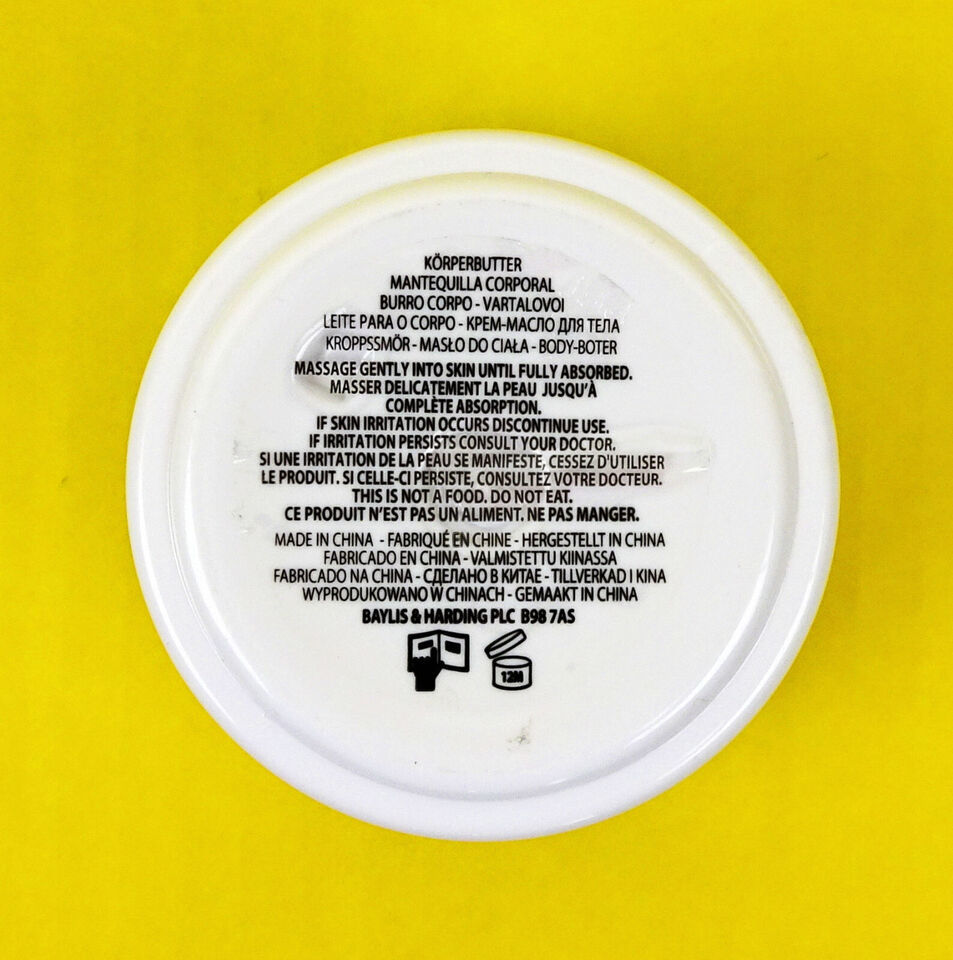 KÖRPERBUTTER
MANTEQUILLA CORPORAL
BURRO CORPO - VARTALOVOI
LEITE PARA O CORPO - КРЕМ-МАСЛО ДЛЯ ТЕЛА
KROPPSSMÖR - MASŁO DO CIAŁA - BODY-BOTER
MASSAGE GENTLY INTO SKIN UNTIL FULLY ABSORBED.
MASSER DELICATEMENT LA PEAU JUSQU'À
COMPLÈTE ABSORPTION.
IF SKIN IRRITATION OCCURS DISCONTINUE USE.
IF IRRITATION PERSISTS CONSULT YOUR DOCTOR.
SI UNE IRRITATION DE LA PEAU SE MANIFESTE, CESSEZ D'UTILISER
LE PRODUIT. SI CELLE-CI PERSISTE, CONSULTEZ VOTRE DOCTEUR.
THIS IS NOT A FOOD. DO NOT EAT.
CE PRODUIT N'EST PAS UN ALIMENT. NE PAS MANGER.
MADE IN CHINA - FABRIQUÉ EN CHINE - HERGESTELLT IN CHINA
FABRICADO EN CHINA - VALMISTETTU KIINASSA
FABRICADO NA CHINA - СДЕЛАНО В КИТАЕ - TILLVERKAD I KINA
WYPRODUKOWANO W CHINACH - GEMAAKT IN CHINA
BAYLIS & HARDING PLC B98 7AS
12M